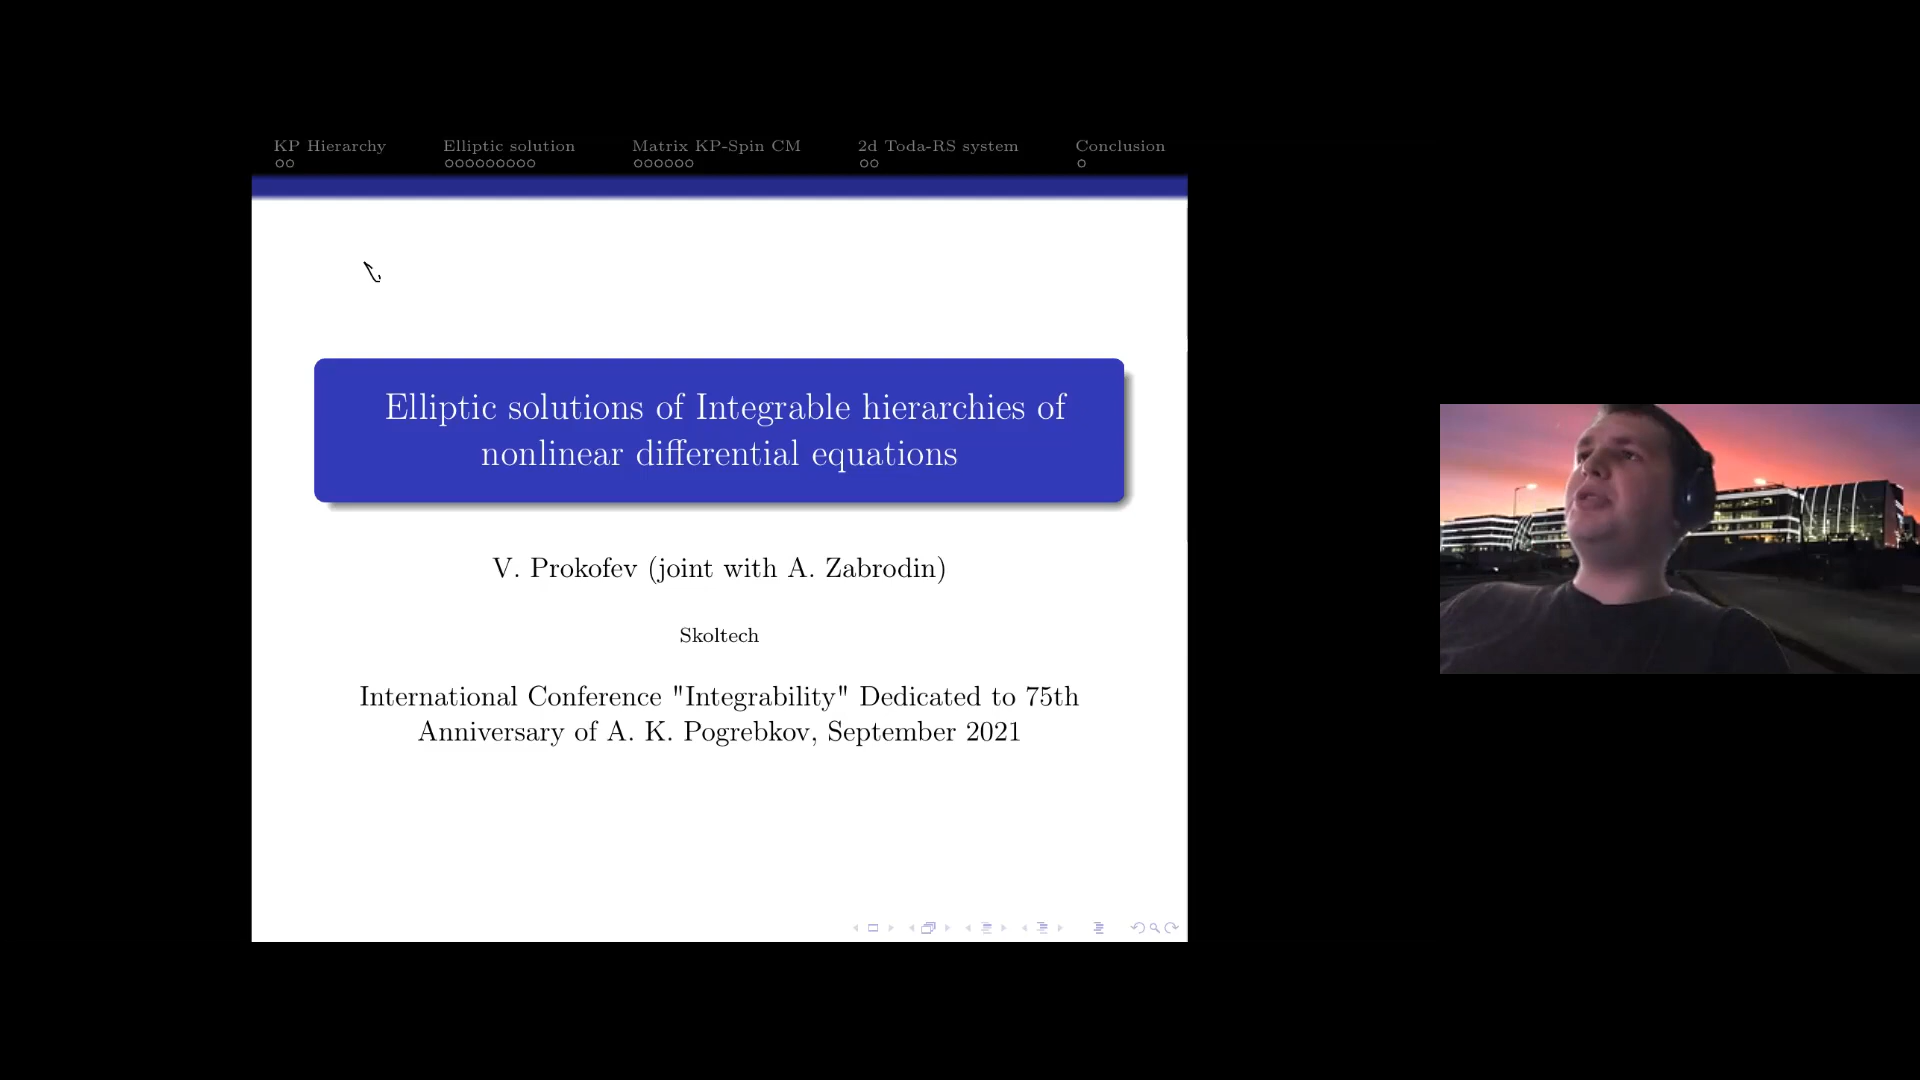 KP Hierarchy Elliptic solution Matrix KP-Spin CM 2d Toda-RS system Conclusion
Elliptic solutions of Integrable hierarchies of
nonlinear differential equations
V. Prokofev (joint with A. Zabrodin)
Skoltech
International Conference "Integrability" Dedicated to 75th
Anniversary of A. K. Pogrebkov, September 2021